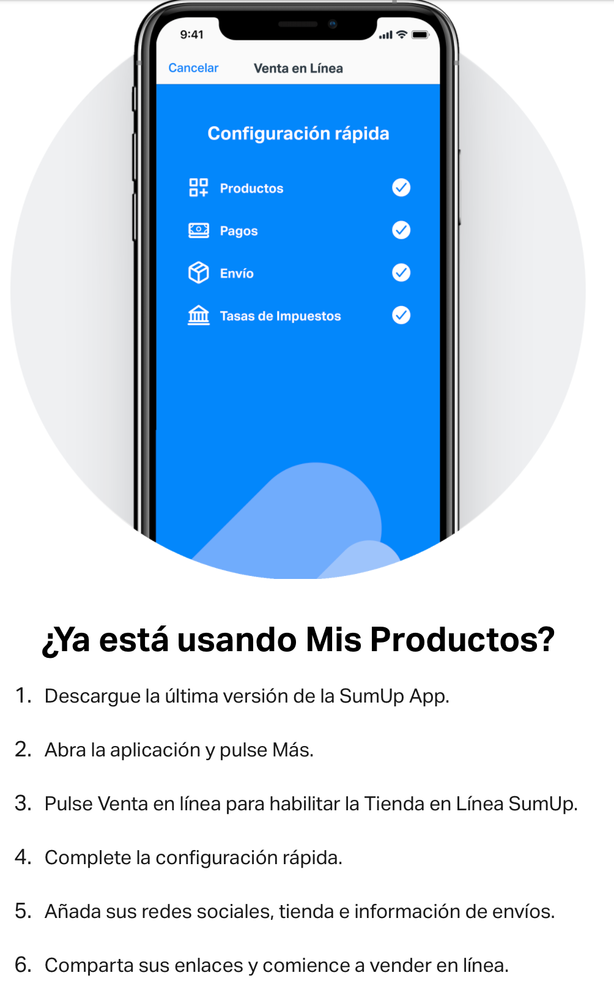 9:41
Cancelar Venta en Línea
Configuración rápida
Productos
Pagos
Envío
Tasas de Impuestos
¿Ya está usando Mis Productos?
1. Descargue la última versión de la SumUp App.
2. Abra la aplicación y pulse Más.
3. Pulse Venta en línea para habilitar la Tienda en Línea SumUp.
4. Complete la configuración rápida.
5. Añada sus redes sociales, tienda e información de envíos.
6. Comparta sus enlaces y comience a vender en línea.